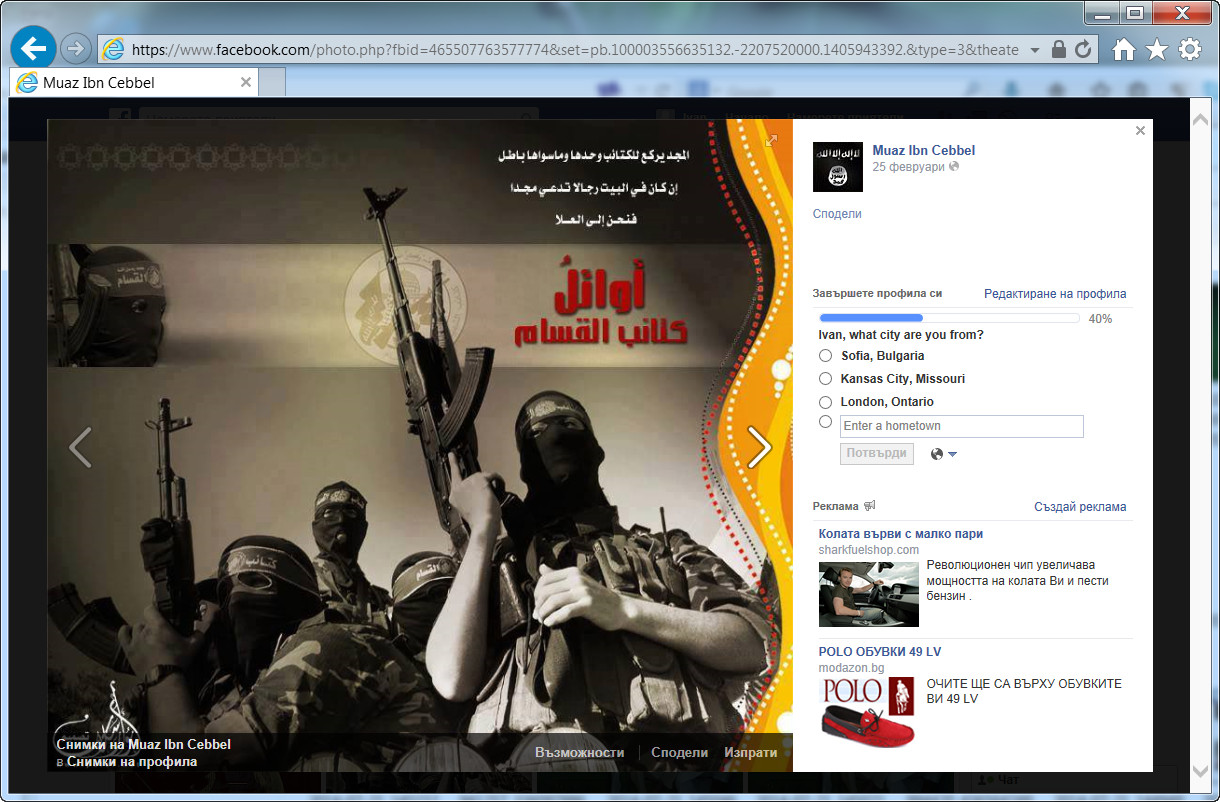 https://www.facebook.com/photo.php?fbid=465507763577774&set=pb.100003556635132.-2207520000.1405943392.&type=3&theate
Muaz Ibn Cebbel
المجد يركع للكتائب وحدها وماسواها باطل
إن كان في البيت رجالا تدعي مجدا
فنحن إلى العلا
أوائلُ
كتائب القسام
القسام
كتائب
Muaz Ibn Cebbel
25 февруари
Сподели
Завършете профила си
Редактиране на профила
40%
Ivan, what city are you from?
Sofia, Bulgaria
Kansas City, Missouri
London, Ontario
Enter a hometown
Потвърди
Реклама
Създай реклама
Колата върви с малко пари
sharkfuelshop.com
Революционен чип увеличава
мощността на колата Ви и пести
бензин .
POLO ОБУВКИ 49 LV
modazon.bg
POLO
ОЧИТЕ ЩЕ СА ВЪРХУ ОБУВКИТЕ
ВИ 49 LV
Снимки на Muaz Ibn Cebbel
в Снимки на профила
Възможности
Сподели
Изпрати
Чат